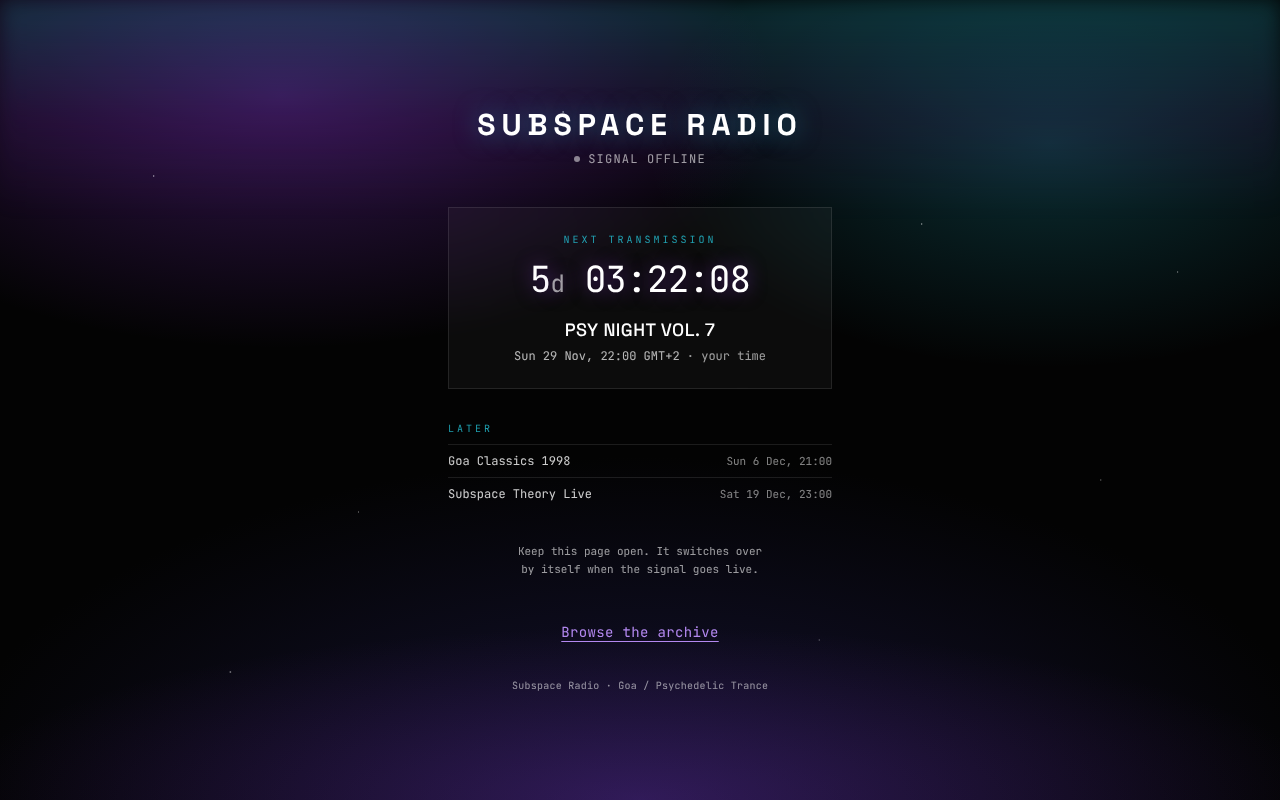 SUBSPACE RADIO
SIGNAL OFFLINE
NEXT TRANSMISSION
5d 03:22:08
PSY NIGHT VOL. 7
Sun 29 Nov, 22:00 GMT+2 · your time
LATER
Goa Classics 1998 Sun 6 Dec, 21:00
Subspace Theory Live Sat 19 Dec, 23:00
Keep this page open. It switches over
by itself when the signal goes live.
Browse the archive
Subspace Radio · Goa / Psychedelic Trance